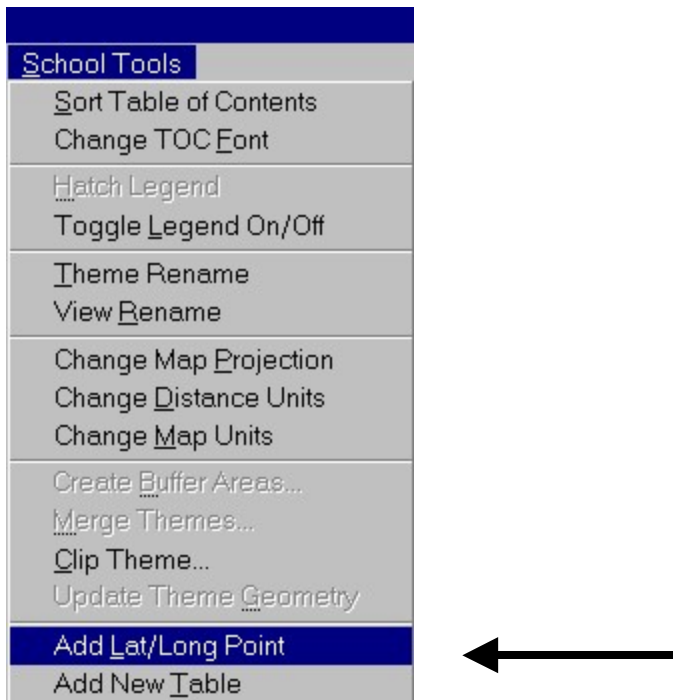 School Tools
Sort Table of Contents
Change TOC Font
Hatch Legend
Toggle Legend On/Off
Theme Rename
View Rename
Change Map Projection
Change Distance Units
Change Map Units
Create Buffer Areas...
Merge Themes...
Clip Theme...
Update Theme Geometry
Add Lat/Long Point
Add New Table